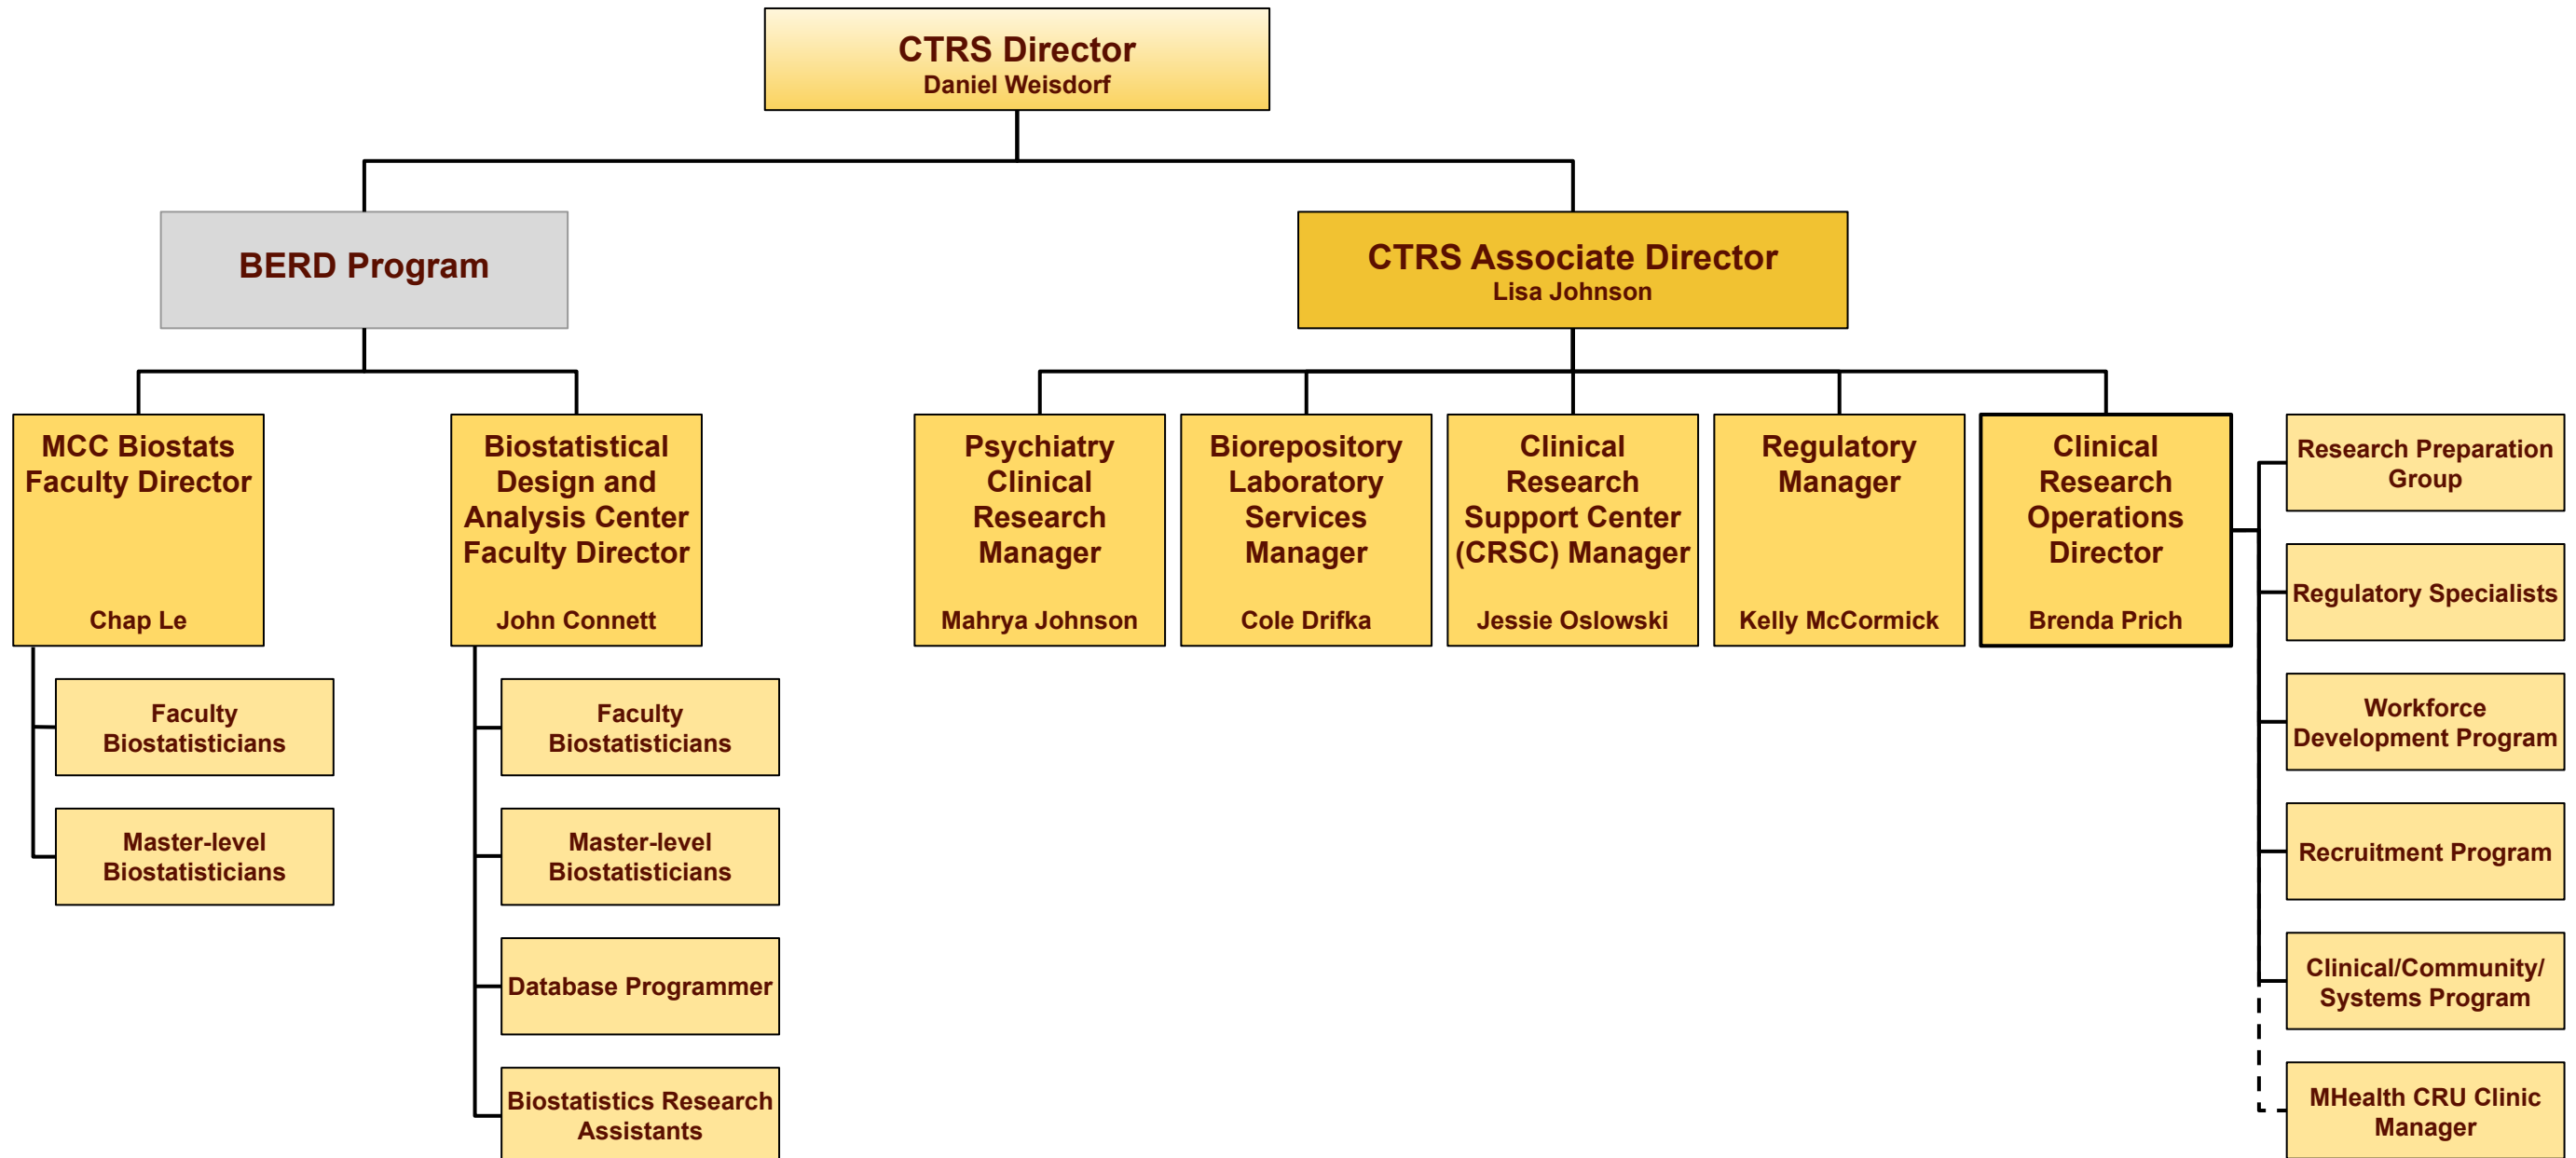 CTRS Director
Daniel Weisdorf
BERD Program
CTRS Associate Director
Lisa Johnson
MCC Biostats
Faculty Director
Chap Le
Biostatistical
Design and
Analysis Center
Faculty Director
John Connett
Psychiatry
Clinical
Research
Manager
Mahrya Johnson
Biorepository
Laboratory
Services
Manager
Cole Drifka
Clinical
Research
Support Center
(CRSC) Manager
Jessie Oslowski
Regulatory
Manager
Kelly McCormick
Clinical
Research
Operations
Director
Brenda Prich
Faculty
Biostatisticians
Master-level
Biostatisticians
Faculty
Biostatisticians
Master-level
Biostatisticians
Database Programmer
Biostatistics Research
Assistants
Research Preparation
Group
Regulatory Specialists
Workforce
Development Program
Recruitment Program
Clinical/Community/
Systems Program
MHealth CRU Clinic
Manager